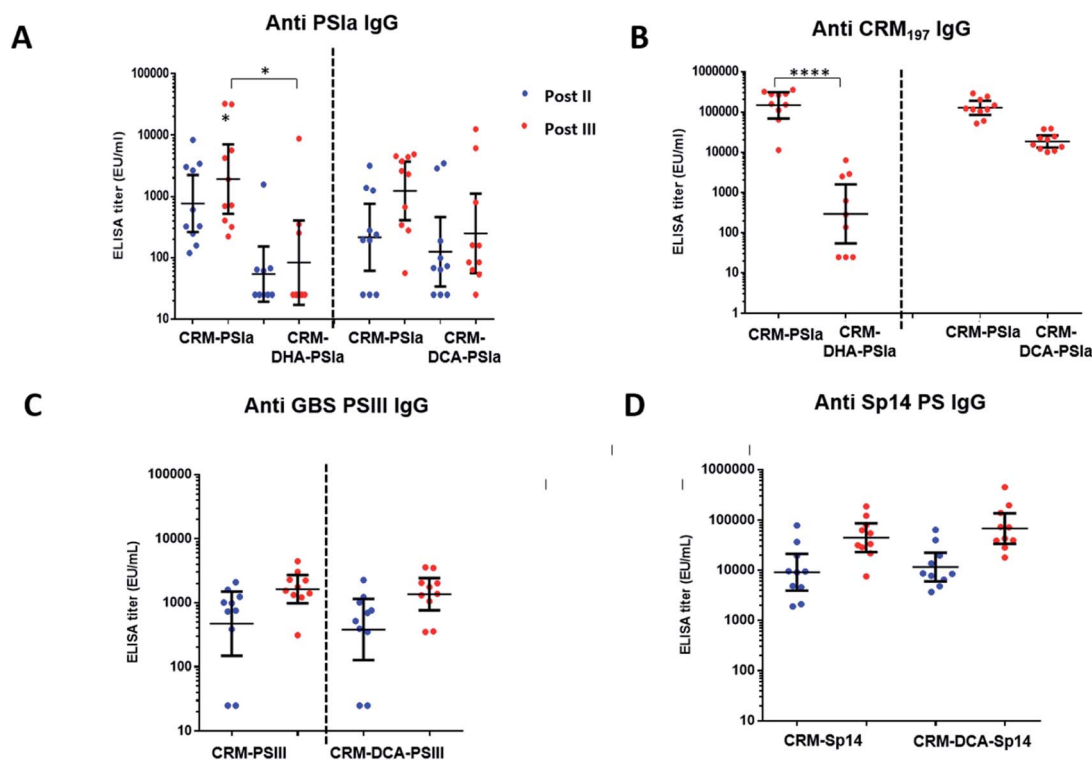 A
Anti PSIa IgG
ELISA titer (EU/ml)
100000
10000
1000
100
10
*
*
CRM-PSIa
CRM-
DHA-PSIa
CRM-PSIa
CRM-
DCA-PSIa
Post II
Post III
B
Anti CRM197 IgG
ELISA titer (EU/ml)
1000000
100000
10000
1000
100
10
1
****
CRM-PSIa
CRM-
DHA-PSIa
CRM-PSIa
CRM-
DCA-PSIa
C
Anti GBS PSIII IgG
ELISA titer (EU/mL)
100000
10000
1000
100
10
CRM-PSIII
CRM-DCA-PSIII
D
Anti Sp14 PS IgG
ELISA titer (EU/mL)
1000000
100000
10000
1000
100
10
CRM-Sp14
CRM-DCA-Sp14